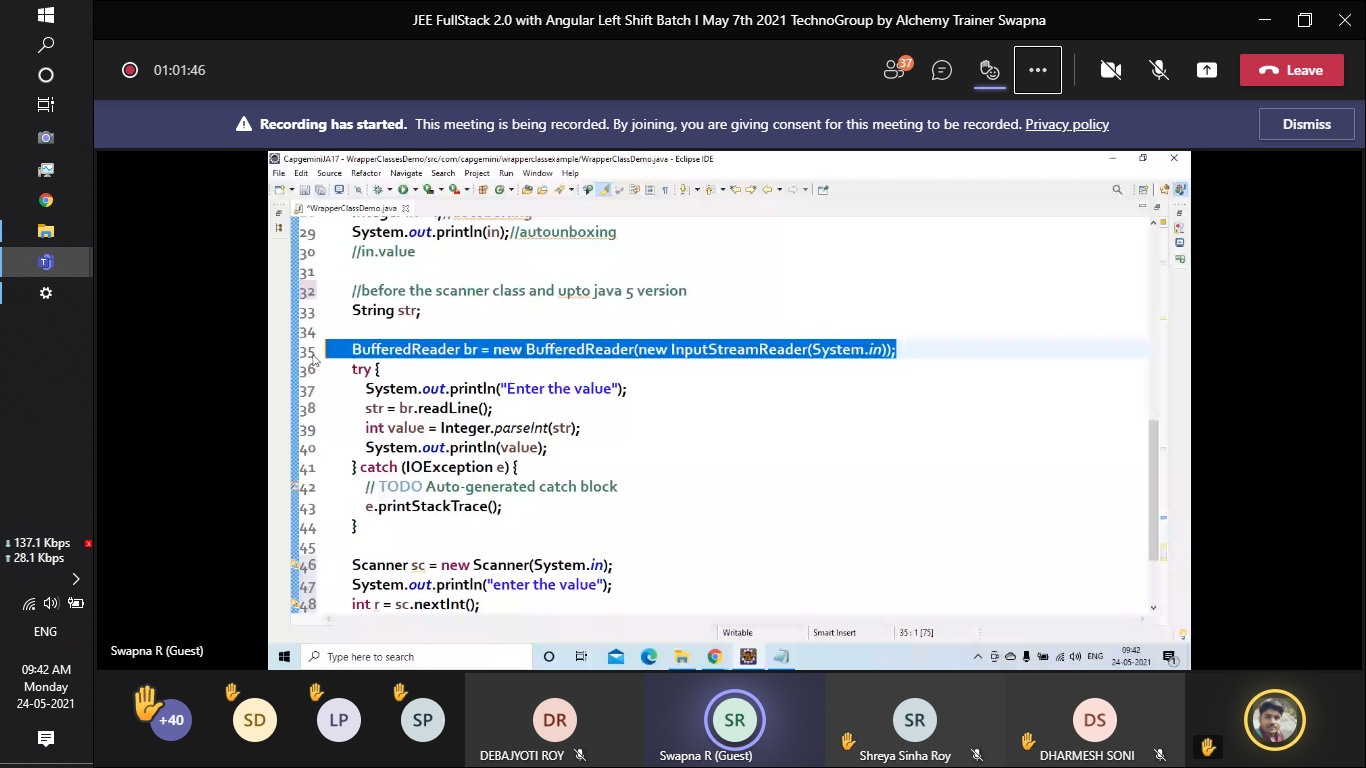 JEE FullStack 2.0 with Angular Left Shift Batch I May 7th 2021 TechnoGroup by Alchemy Trainer Swapna
01:01:46
37
Leave
Recording has started. This meeting is being recorded. By joining, you are giving consent for this meeting to be recorded. Privacy policy
Dismiss
CapgeminiJA17 - WrapperClassesDemo/src/com/capgemini/wrapperclassexample/WrapperClassDemo.java - Eclipse IDE
File Edit Source Refactor Navigate Search Project Run Window Help
*WrapperClassDemo.java
29 System.out.println(in);//autounboxing
30 //in.value
31
32 //before the scanner class and upto java 5 version
33 String str;
34
35 BufferedReader br = new BufferedReader(new InputStreamReader(System.in));
36 try {
37 System.out.println("Enter the value");
38 str = br.readLine();
39 int value = Integer.parseInt(str);
40 System.out.println(value);
41 } catch (IOException e) {
42 // TODO Auto-generated catch block
43 e.printStackTrace();
44 }
45
46 Scanner sc = new Scanner(System.in);
47 System.out.println("enter the value");
48 int r = sc.nextInt();
Writable Smart Insert 35 : 1 [75]
Type here to search
ENG
09:42
24-05-2021
1
Swapna R (Guest)
137.1 Kbps
28.1 Kbps
ENG
09:42 AM
Monday
24-05-2021
+40
SD
LP
SP
DR
DEBAJYOTI ROY
SR
Swapna R (Guest)
SR
Shreya Sinha Roy
DS
DHARMESH SONI